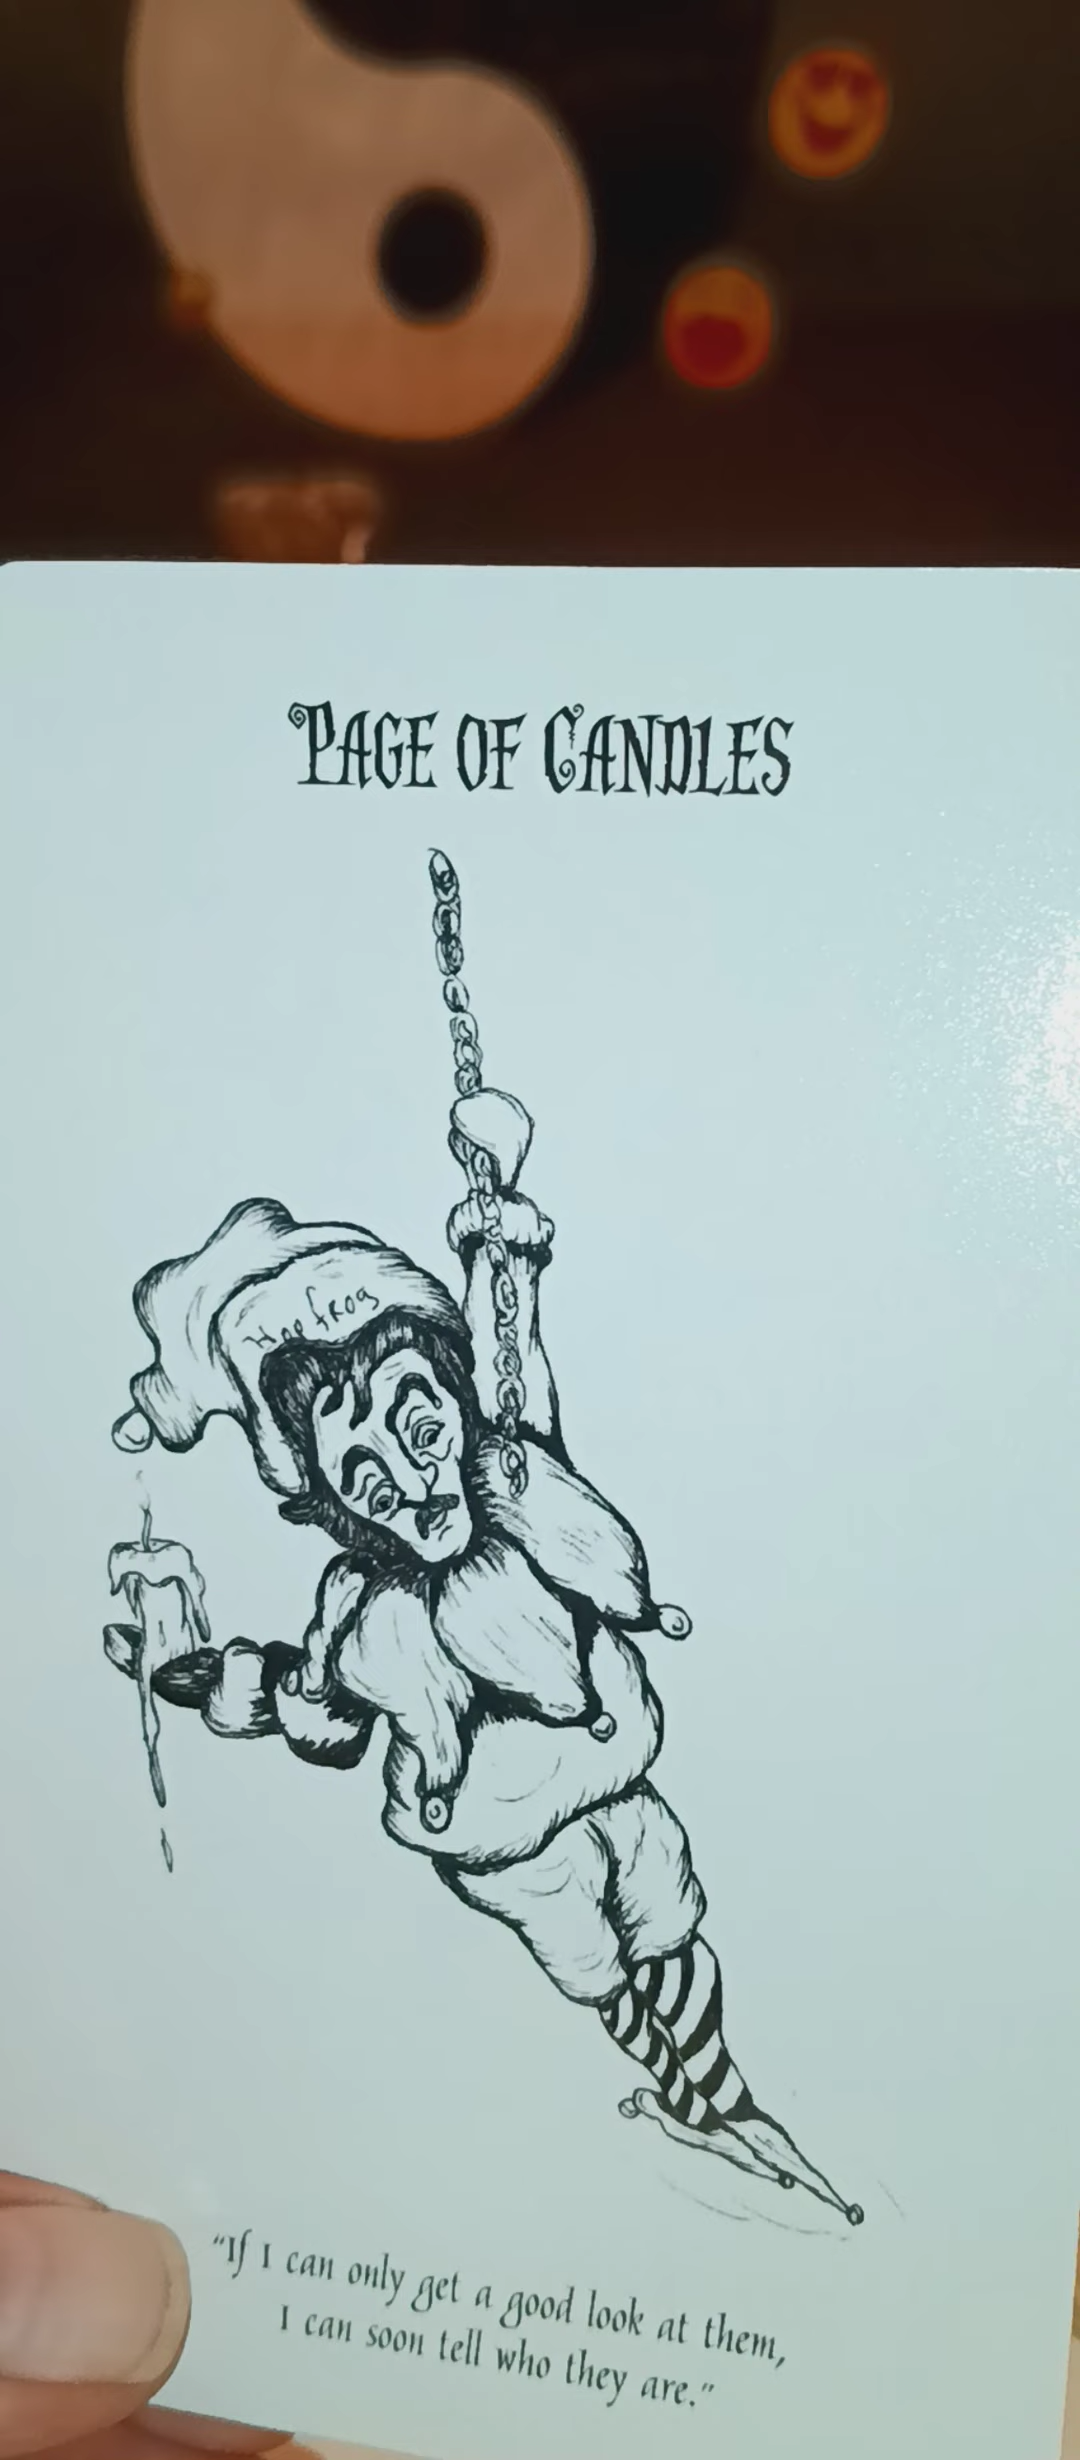 PAGE OF CANDLES
Hop frog
“If I can only get a good look at them,
I can soon tell who they are.”